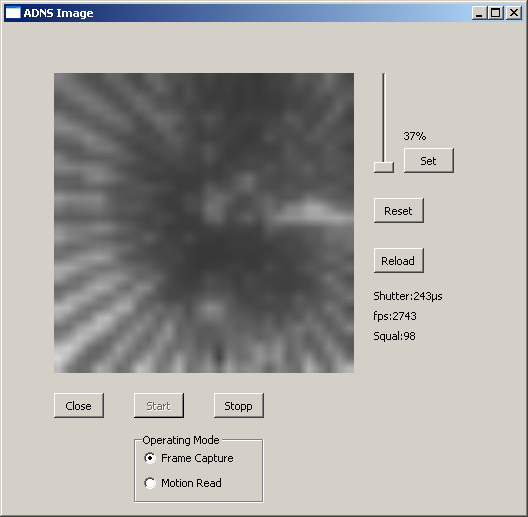 ADNS Image
37%
Set
Reset
Reload
Shutter:243µs
fps:2743
Squal:98
Close Start Stopp
Operating Mode
Frame Capture
Motion Read